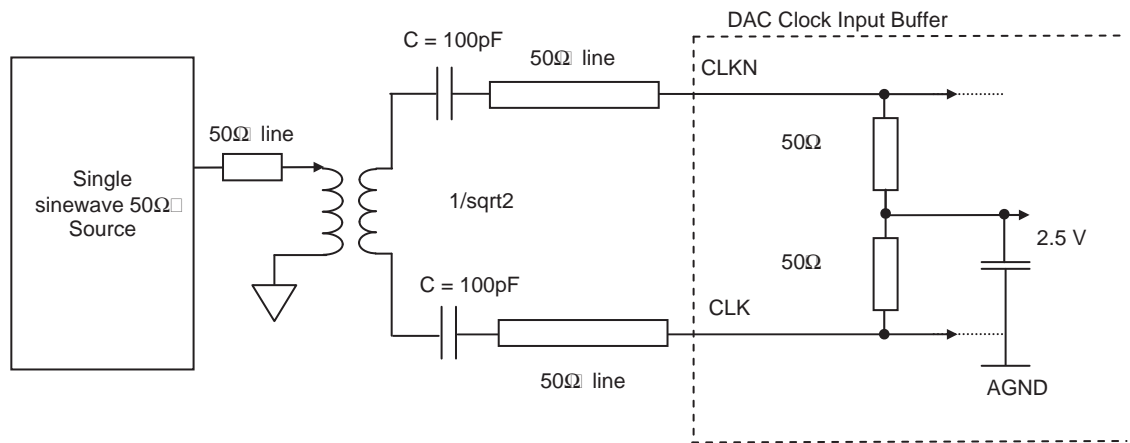 DAC Clock Input Buffer
C = 100pF
50Ω line
CLKN
50Ω line
50Ω
Single
sinewave 50Ω
Source
1/sqrt2
2.5 V
50Ω
C = 100pF
CLK
50Ω line
AGND